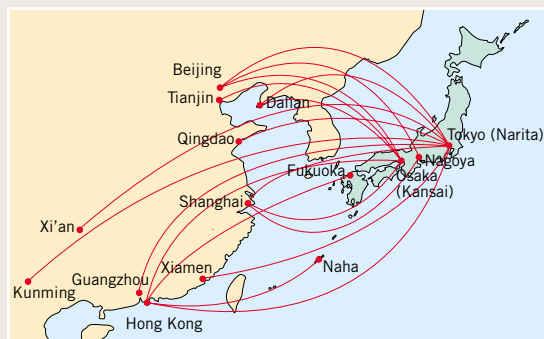 Beijing
Tianjin
Dalian
Qingdao
Tokyo (Narita)
Nagoya
Fukuoka
Osaka
(Kansai)
Shanghai
Xi'an
Xiamen
Naha
Guangzhou
Kunming
Hong Kong